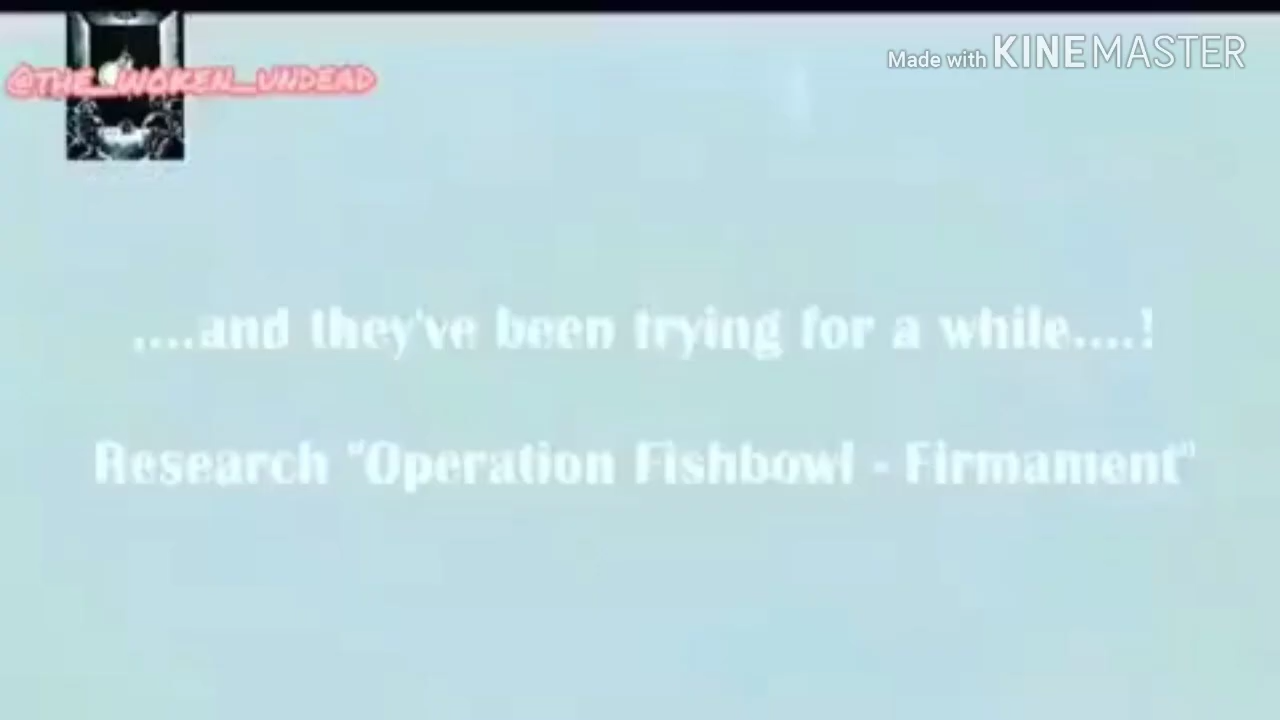 Made with KINEMASTER
@THE_WOKEN_UNDEAD
....and they've been trying for a while....!
Research "Operation Fishbowl - Firmament"